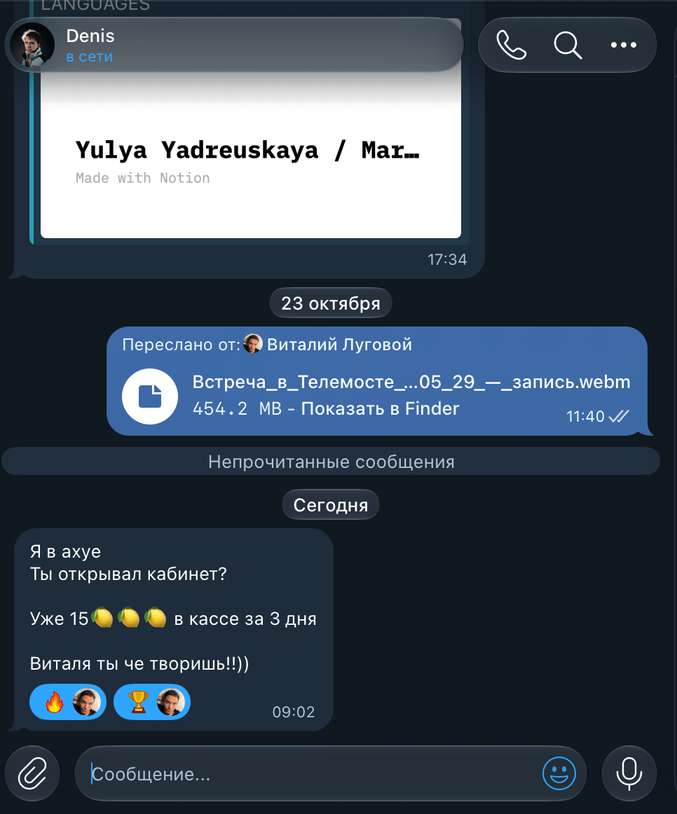 LANGUAGES
Denis
в сети
Yulya Yadreuskaya / Mar…
Made with Notion
17:34
23 октября
Переслано от: Виталий Луговой
Встреча_в_Телемосте_...05_29_—_запись.webm
454.2 MB - Показать в Finder
11:40
Непрочитанные сообщения
Сегодня
Я в ахуе
Ты открывал кабинет?
Уже 15🍋🍋🍋 в кассе за 3 дня
Виталя ты че творишь!!))
🔥 🏆
09:02
Сообщение...